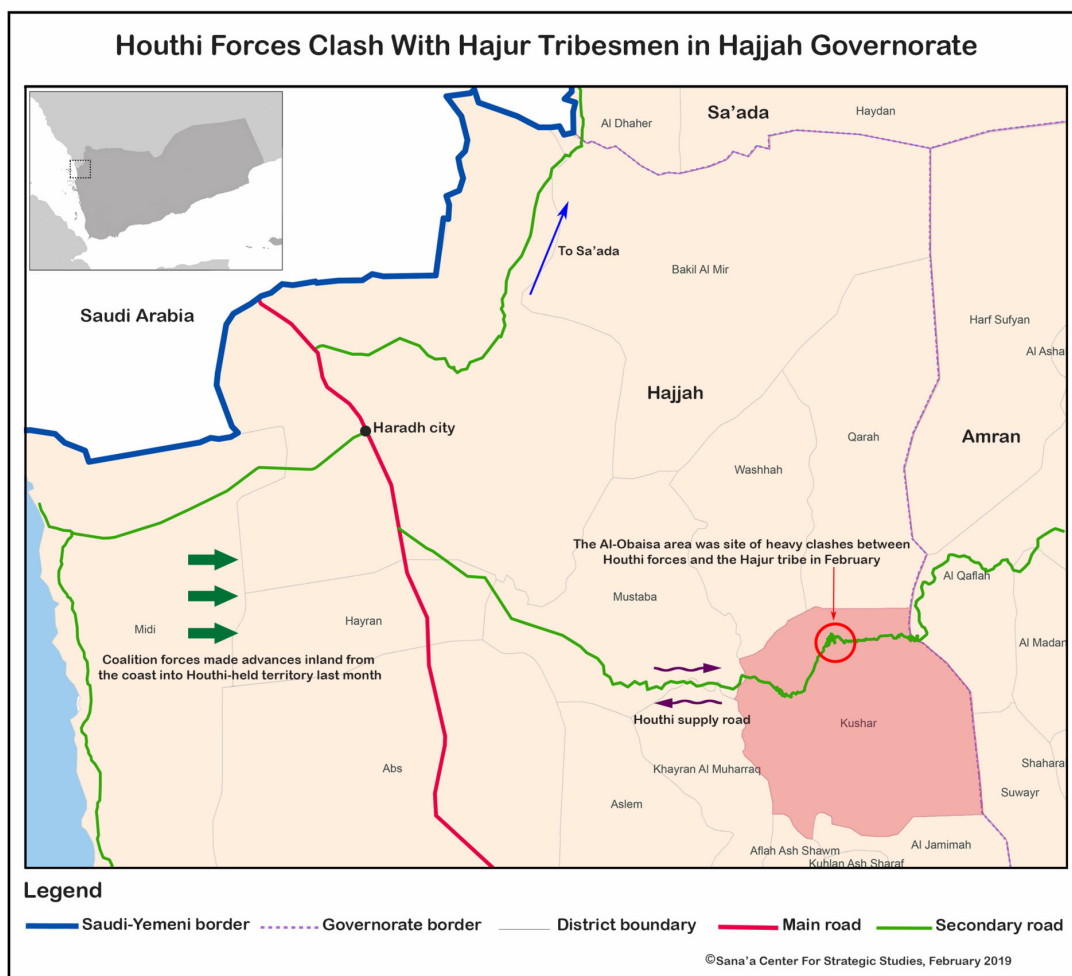 Houthi Forces Clash With Hajur Tribesmen in Hajjah Governorate
Al Dhaher
Sa'ada
Haydan
To Sa'ada
Bakil Al Mir
Saudi Arabia
Harf Sufyan
Al Asha
Hajjah
Haradh city
Qarah
Amran
Washhah
The Al-Obaisa area was site of heavy clashes between
Houthi forces and the Hajur tribe in February
Al Qaflah
Mustaba
Midi
Hayran
Al Madan
Coalition forces made advances inland from
the coast into Houthi-held territory last month
Houthi supply road
Kushar
Khayran Al Muharraq
Abs
Shahara
Aslem
Suwayr
Aflah Ash Shawm
Al Jamimah
Kuhlan Ash Sharaf
Legend
Saudi-Yemeni border
Governorate border
District boundary
Main road
Secondary road
©Sana'a Center For Strategic Studies, February 2019